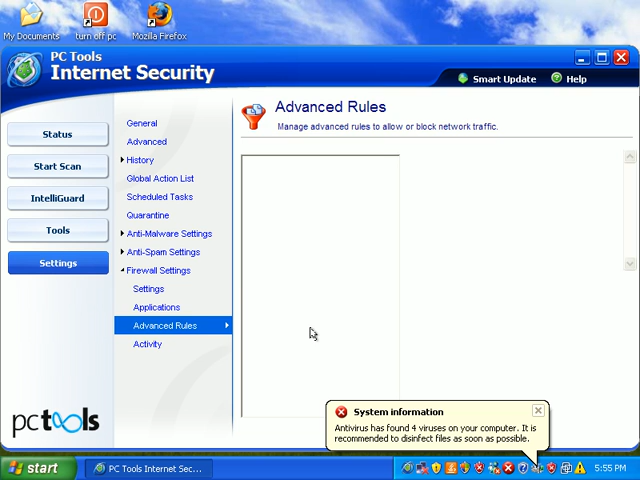 My Documents
turn off pc
Mozilla Firefox
PC Tools
Internet Security
Smart Update
Help
Status
Start Scan
IntelliGuard
Tools
Settings
General
Advanced
History
Global Action List
Scheduled Tasks
Quarantine
Anti-Malware Settings
Anti-Spam Settings
Firewall Settings
Settings
Applications
Advanced Rules
Activity
Advanced Rules
Manage advanced rules to allow or block network traffic.
pctools
System information
Antivirus has found 4 viruses on your computer. It is
recommended to disinfect files as soon as possible.
start
PC Tools Internet Sec...
5:55 PM